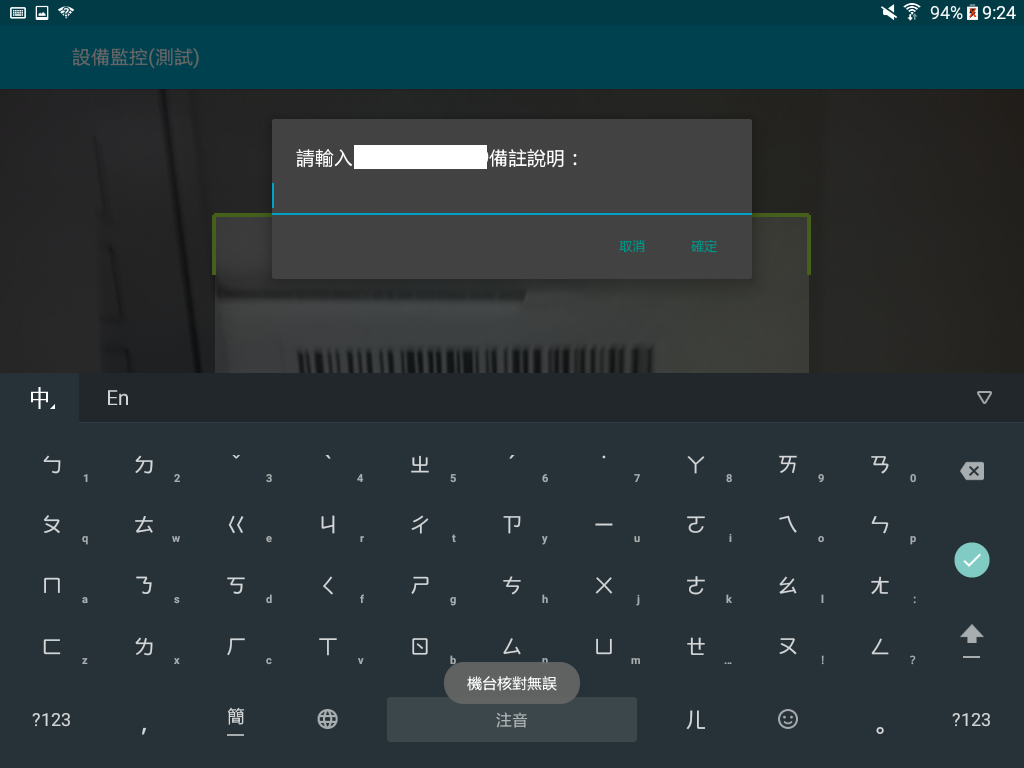 94% 9:24
設備監控(測試)
請輸入
備註說明：
取消 確定
中 En
ㄅ 1 ㄉ 2 ˇ 3 ˋ 4 ㄓ 5 ˊ 6 ˙ 7 ㄚ 8 ㄞ 9 ㄢ 0
ㄆ q ㄊ w ㄍ e ㄐ r ㄔ t ㄗ y ㄧ u ㄛ i ㄟ o ㄣ p
ㄇ a ㄋ s ㄎ d ㄑ f ㄕ g ㄘ h ㄨ j ㄜ k ㄠ l ㄤ :
ㄈ z ㄌ x ㄏ c ㄒ v ㄖ b ㄙ n ㄩ m ㄝ … ㄡ ! ㄥ ?
機台核對無誤
?123 , 簡 注音 ㄦ 。 ?123